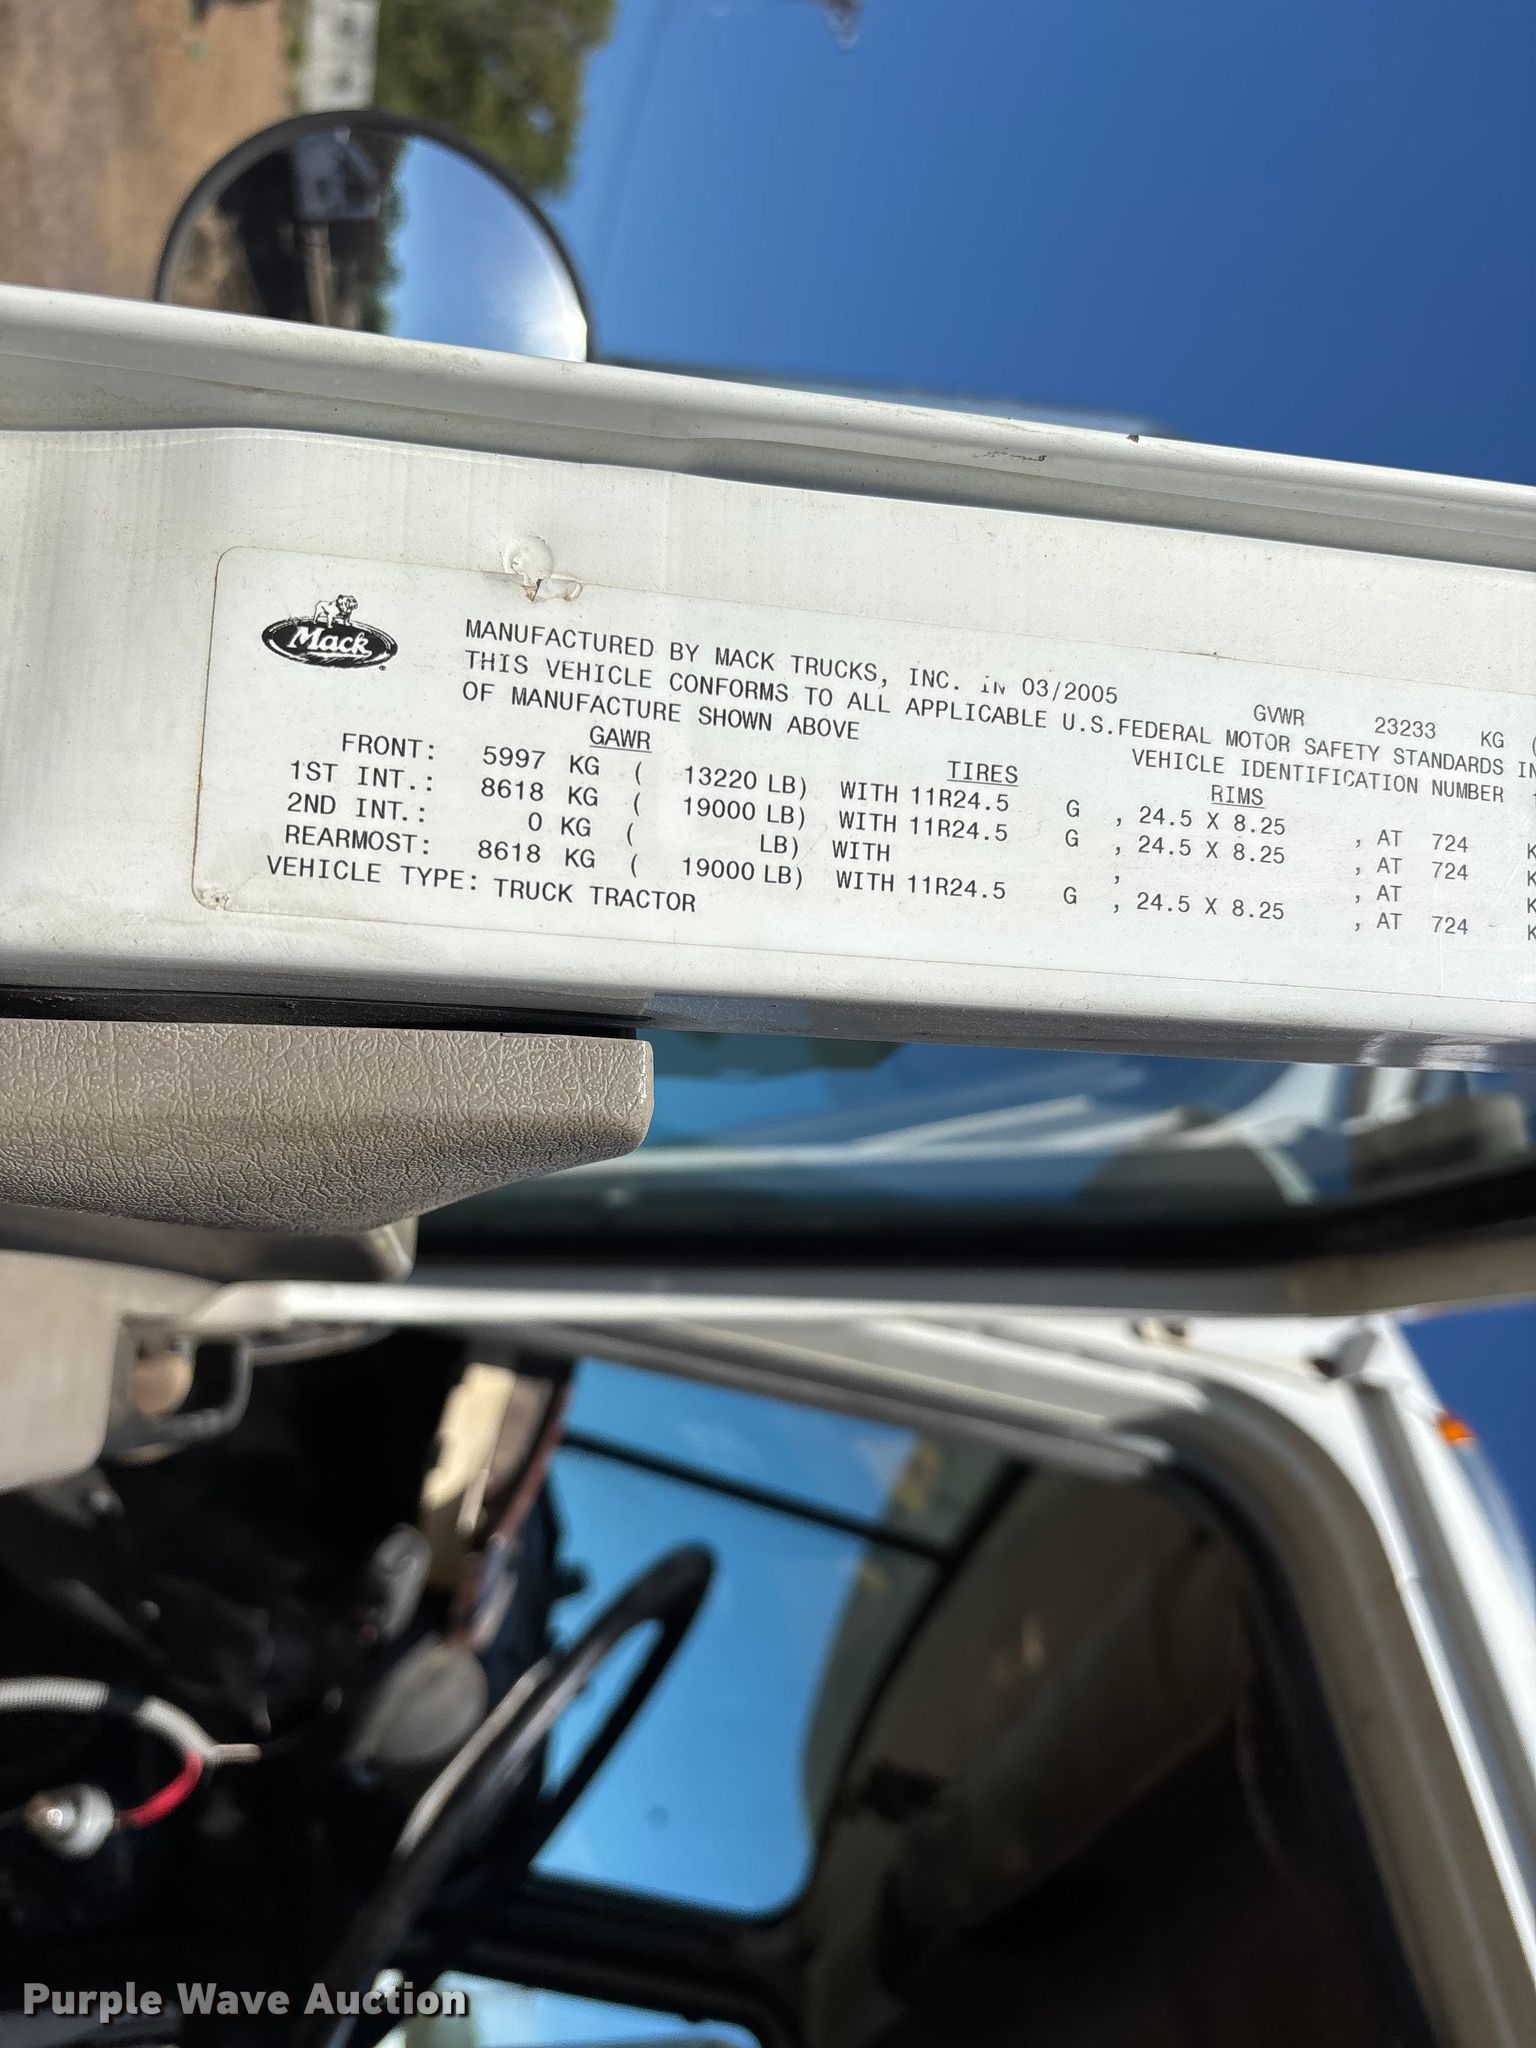 Mack
MANUFACTURED BY MACK TRUCKS, INC. IN 03/2005 GVWR 23233 KG (
THIS VEHICLE CONFORMS TO ALL APPLICABLE U.S.FEDERAL MOTOR SAFETY STANDARDS IN
OF MANUFACTURE SHOWN ABOVE VEHICLE IDENTIFICATION NUMBER
GAWR TIRES RIMS
FRONT: 5997 KG ( 13220 LB) WITH 11R24.5 G , 24.5 X 8.25 , AT 724 K
1ST INT.: 8618 KG ( 19000 LB) WITH 11R24.5 G , 24.5 X 8.25 , AT 724 K
2ND INT.: 0 KG ( LB) WITH , , AT K
REARMOST: 8618 KG ( 19000 LB) WITH 11R24.5 G , 24.5 X 8.25 , AT 724 K
VEHICLE TYPE: TRUCK TRACTOR
Purple Wave Auction